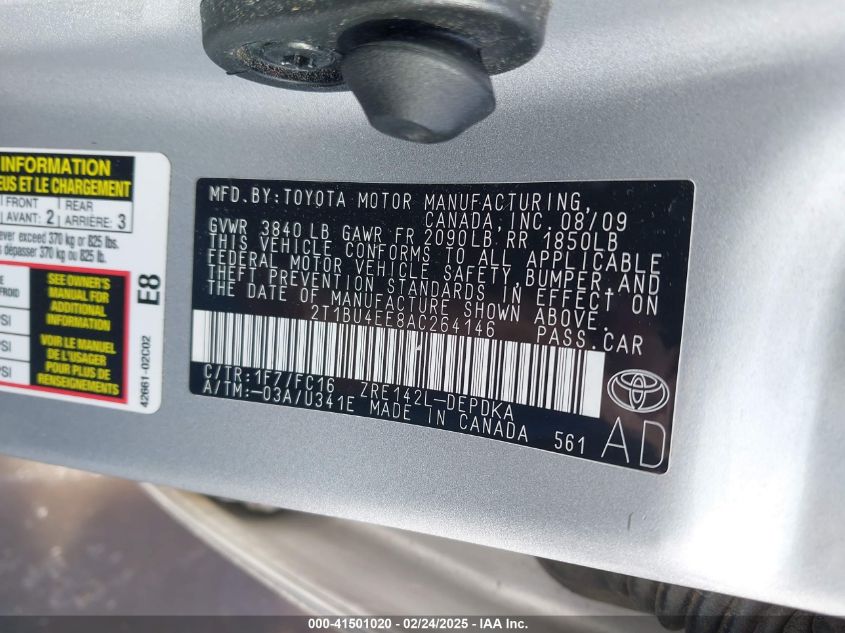 INFORMATION
EUS ET LE CHARGEMENT
FRONT
AVANT: 2
REAR
ARRIÈRE: 3
ever exceed 370 kg or 825 lbs.
dépasser 370 kg ou 825 lb.
SEE OWNER'S
MANUAL FOR
ADDITIONAL
INFORMATION
VOIR LE MANUEL
DE L'USAGER
POUR PLUS DE
RENSEIGNEMENTS
E8
42661-02C02
MFD. BY: TOYOTA MOTOR MANUFACTURING,
CANADA, INC. 08/09
GVWR 3840 LB GAWR FR 2090LB RR 1850LB
THIS VEHICLE CONFORMS TO ALL APPLICABLE
FEDERAL MOTOR VEHICLE SAFETY, BUMPER, AND
THEFT PREVENTION STANDARDS IN EFFECT ON
THE DATE OF MANUFACTURE SHOWN ABOVE.
2T1BU4EE8AC264146 PASS.CAR
C/TR:1F7/FC16 ZRE142L-DEPDKA
A/TM:-03A/U341E MADE IN CANADA 561
TOYOTA
AD
000-41501020 - 02/24/2025 - © IAA Inc.